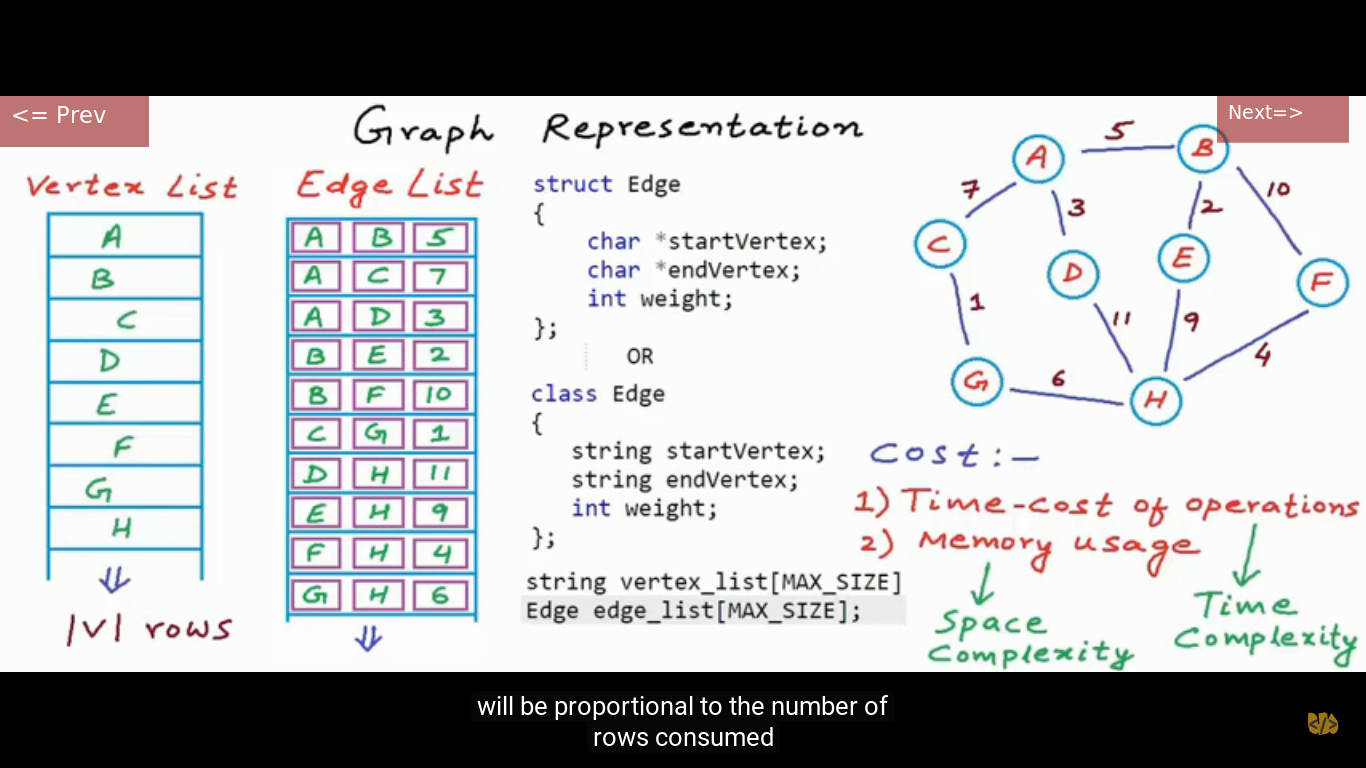 <= Prev
Next=>
Graph Representation
Vertex List
A
B
C
D
E
F
G
H
|V| rows
Edge List
A B 5
A C 7
A D 3
B E 2
B F 10
C G 1
D H 11
E H 9
F H 4
G H 6
struct Edge
{
char *startVertex;
char *endVertex;
int weight;
};
OR
class Edge
{
string startVertex;
string endVertex;
int weight;
};
string vertex_list[MAX_SIZE]
Edge edge_list[MAX_SIZE];
A
5
B
7
3
2
10
C
D
E
F
1
11
9
4
G
6
H
Cost:-
1) Time-cost of operations
2) Memory usage
Space
Complexity
Time
Complexity
will be proportional to the number of
rows consumed